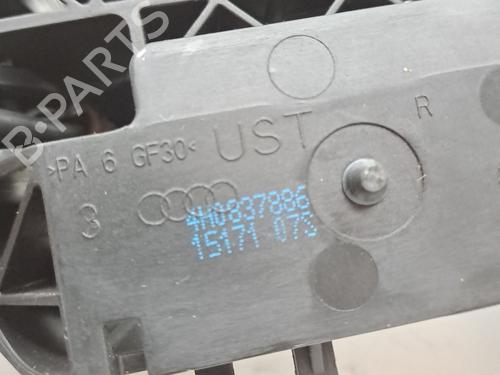 B-PARTS
>PA 6 GF30< UST R
3
4H0837886
15171 073